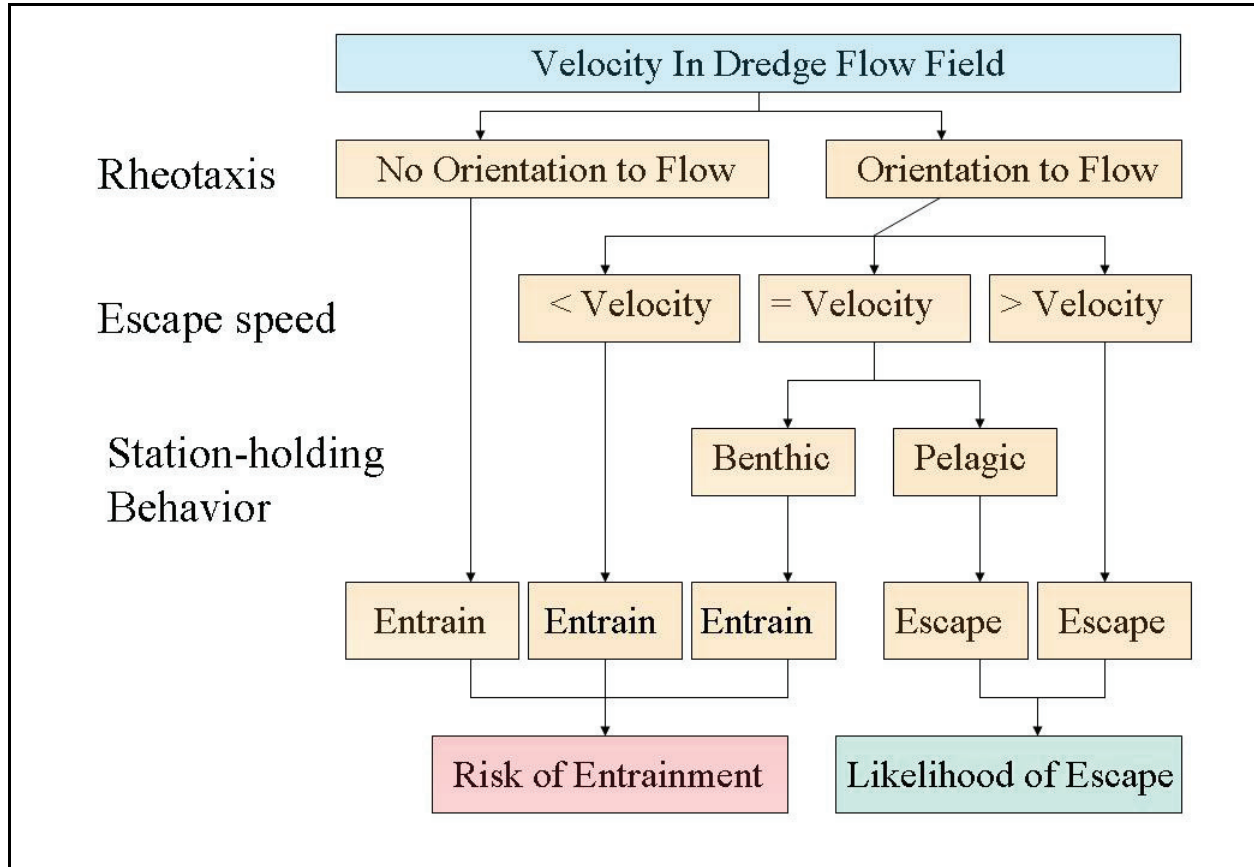 Velocity In Dredge Flow Field
Rheotaxis
No Orientation to Flow
Orientation to Flow
Escape speed
< Velocity
= Velocity
> Velocity
Station-holding
Behavior
Benthic
Pelagic
Entrain
Entrain
Entrain
Escape
Escape
Risk of Entrainment
Likelihood of Escape